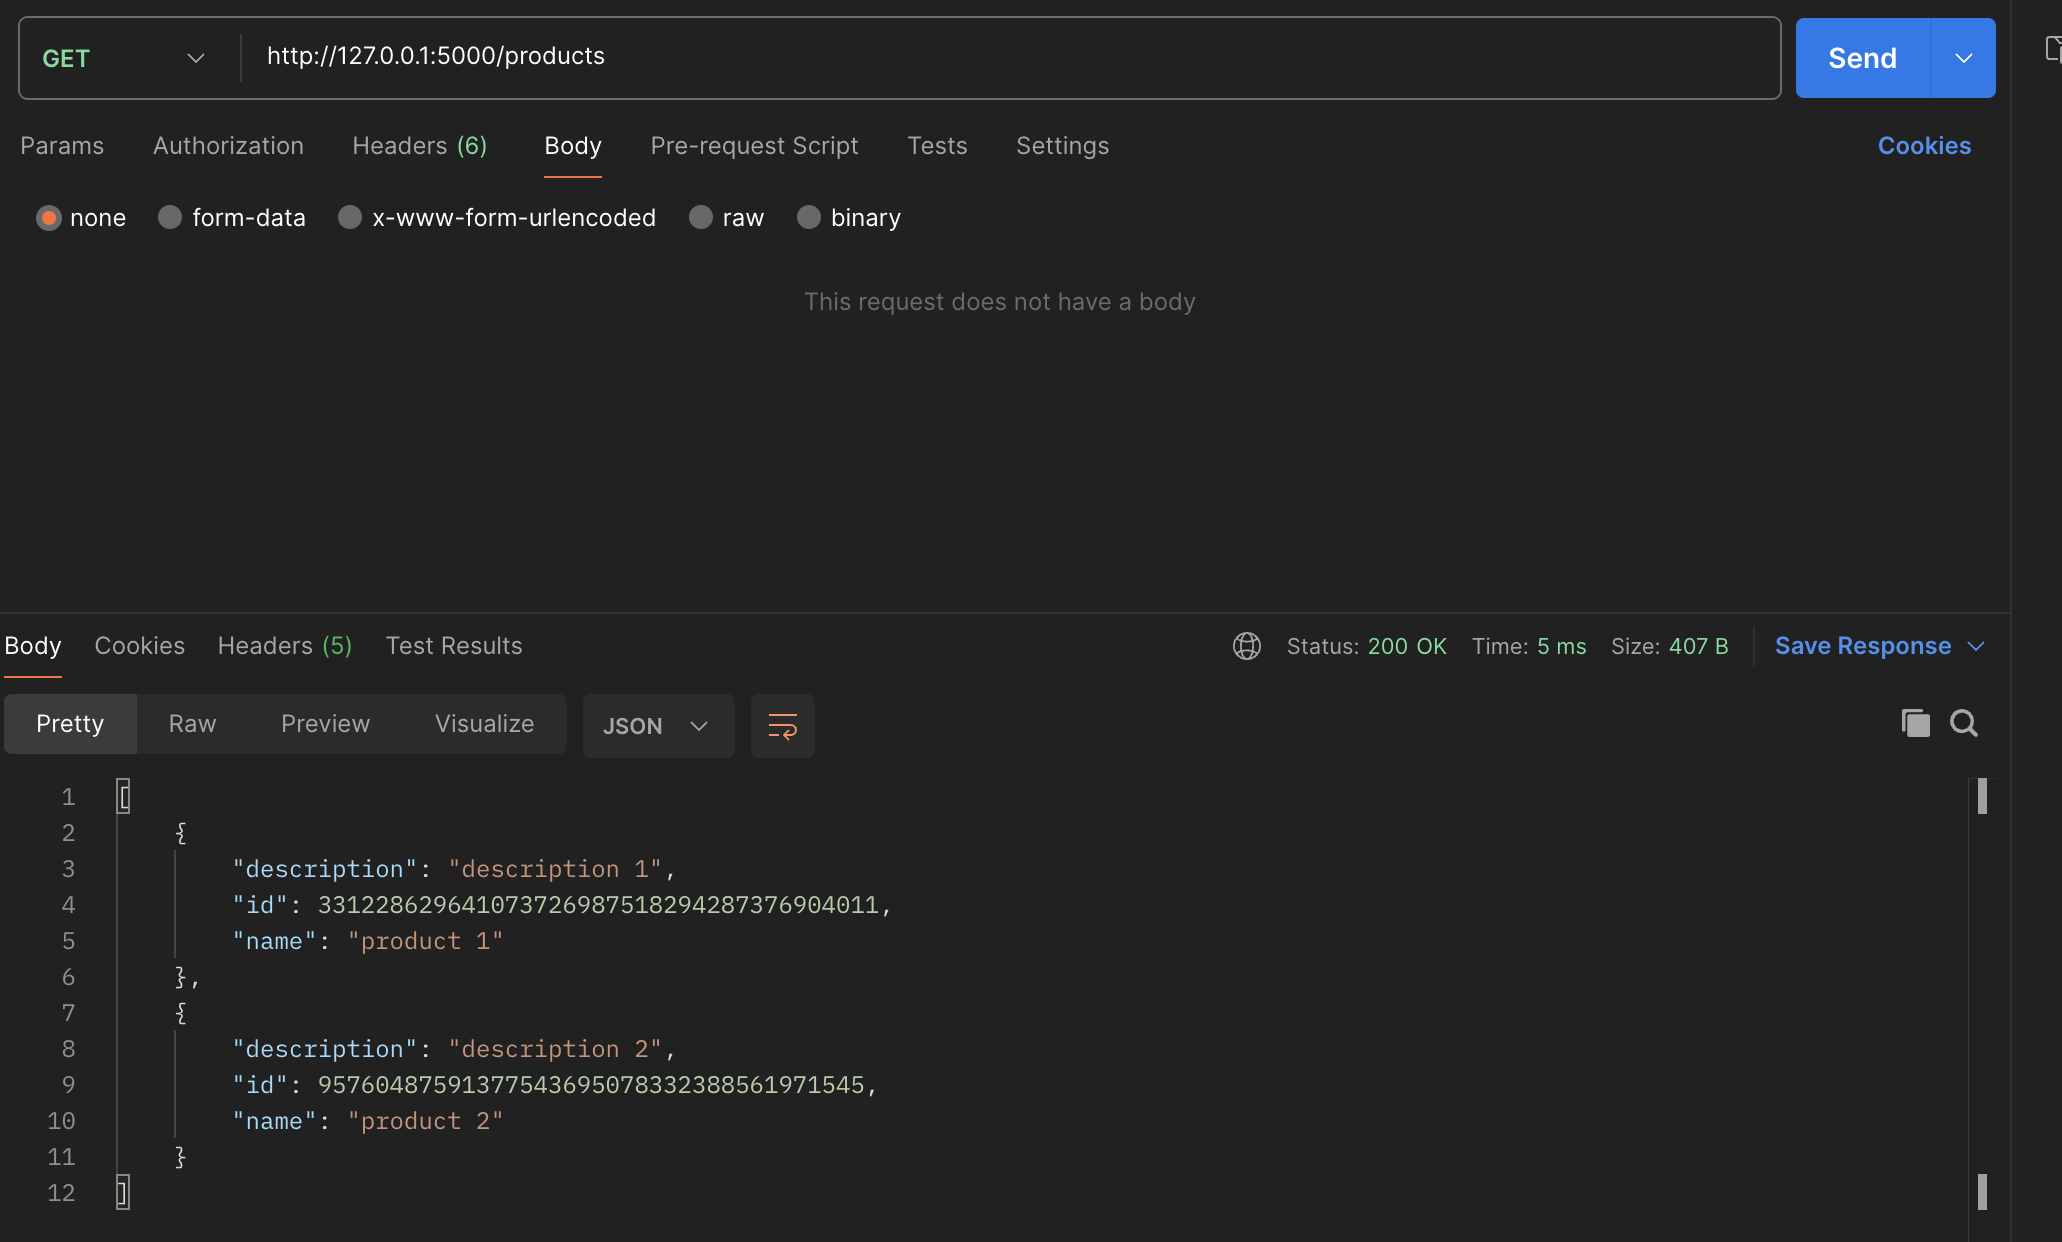 GET http://127.0.0.1:5000/products Send
Params Authorization Headers (6) Body Pre-request Script Tests Settings Cookies
none form-data x-www-form-urlencoded raw binary
This request does not have a body
Body Cookies Headers (5) Test Results Status: 200 OK Time: 5 ms Size: 407 B Save Response
Pretty Raw Preview Visualize JSON
1 [
2 {
3 "description": "description 1",
4 "id": 331228629641073726987518294287376904011,
5 "name": "product 1"
6 },
7 {
8 "description": "description 2",
9 "id": 95760487591377543695078332388561971545,
10 "name": "product 2"
11 }
12 ]